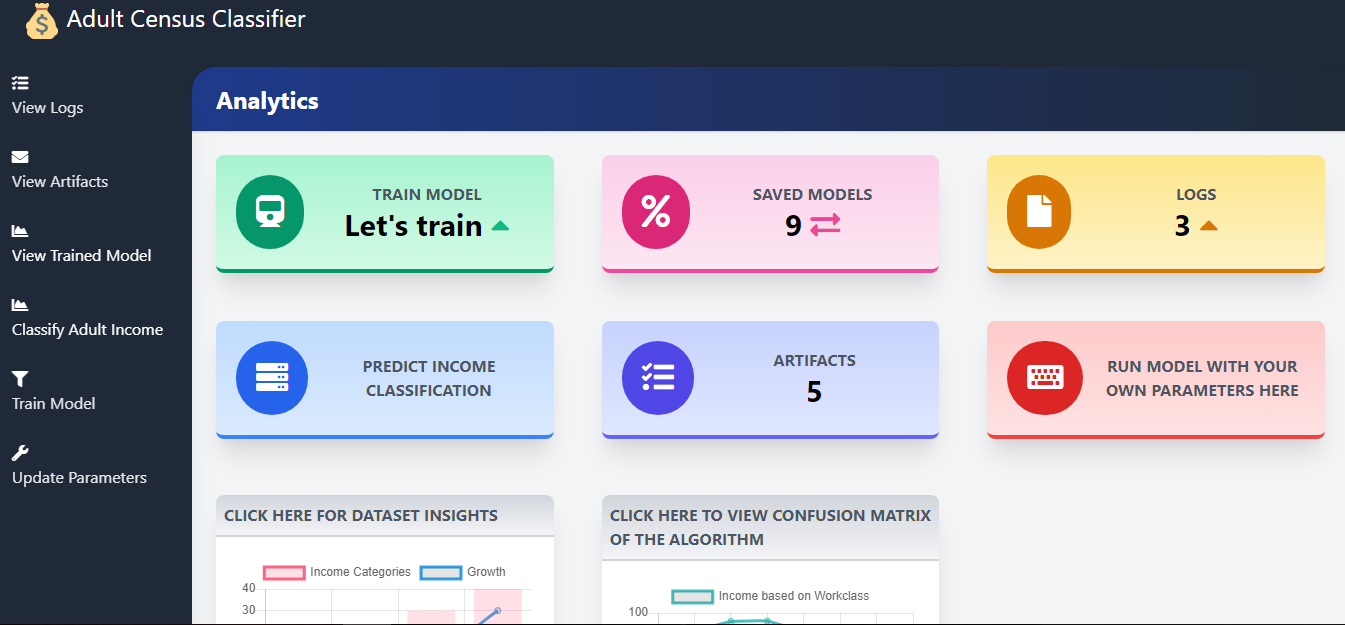 Adult Census Classifier
View Logs
View Artifacts
View Trained Model
Classify Adult Income
Train Model
Update Parameters
Analytics
TRAIN MODEL
Let's train
SAVED MODELS
9
LOGS
3
PREDICT INCOME
CLASSIFICATION
ARTIFACTS
5
RUN MODEL WITH YOUR
OWN PARAMETERS HERE
CLICK HERE FOR DATASET INSIGHTS
Income Categories
Growth
40
30
CLICK HERE TO VIEW CONFUSION MATRIX
OF THE ALGORITHM
Income based on Workclass
100